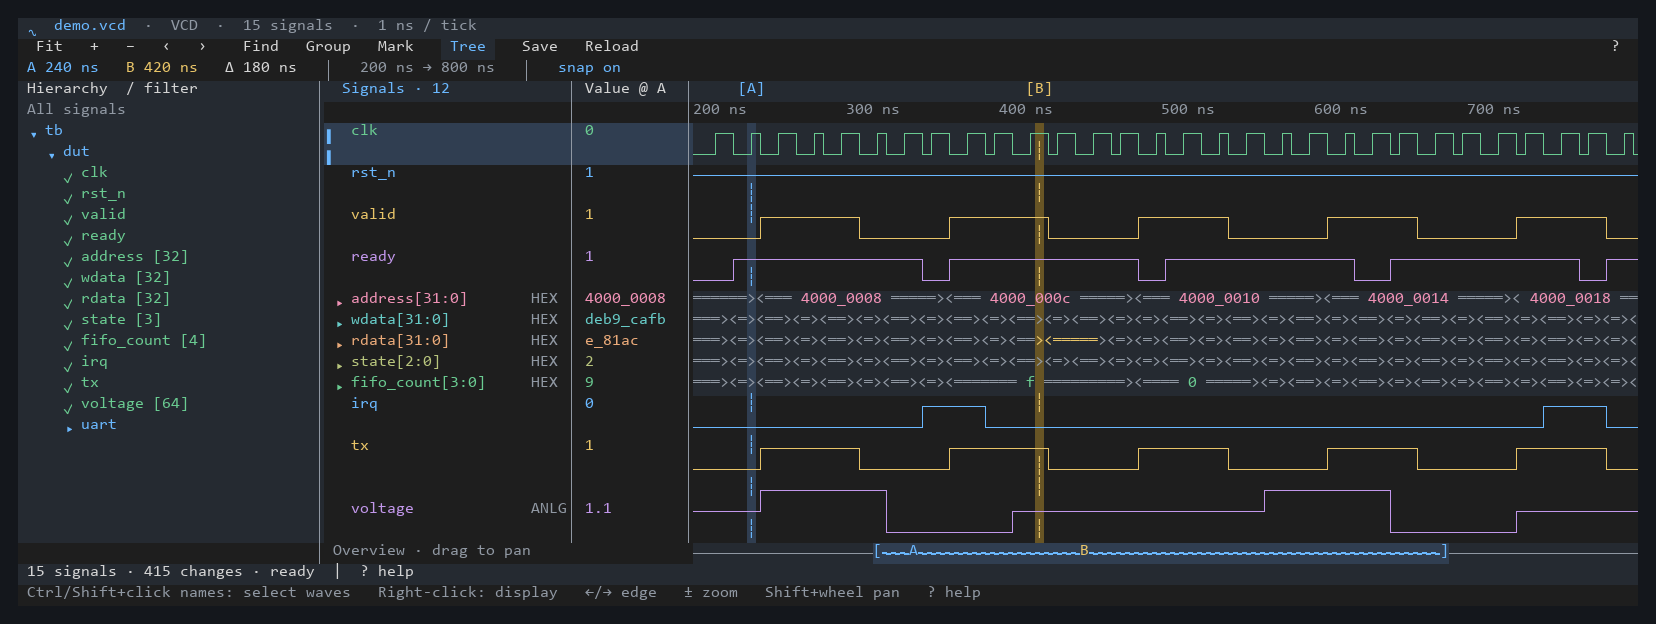 demo.vcd · VCD · 15 signals · 1 ns / tick
Fit + − ‹ › Find Group Mark Tree Save Reload ?
A 240 ns B 420 ns Δ 180 ns │ 200 ns → 800 ns │ snap on
Hierarchy / filter
All signals
▾ tb
▾ dut
✓ clk
✓ rst_n
✓ valid
✓ ready
✓ address [32]
✓ wdata [32]
✓ rdata [32]
✓ state [3]
✓ fifo_count [4]
✓ irq
✓ tx
✓ voltage [64]
▸ uart
Signals · 12 Value @ A [A] [B]
200 ns 300 ns 400 ns 500 ns 600 ns 700 ns
clk 0
rst_n 1
valid 1
ready 1
▸ address[31:0] HEX 4000_0008 4000_0008 4000_000c 4000_0010 4000_0014 4000_0018
▸ wdata[31:0] HEX deb9_cafb
▸ rdata[31:0] HEX e_81ac
▸ state[2:0] HEX 2
▸ fifo_count[3:0] HEX 9 f 0
irq 0
tx 1
voltage ANLG 1.1
Overview · drag to pan [ A B ]
15 signals · 415 changes · ready │ ? help
Ctrl/Shift+click names: select waves Right-click: display ←/→ edge ± zoom Shift+wheel pan ? help